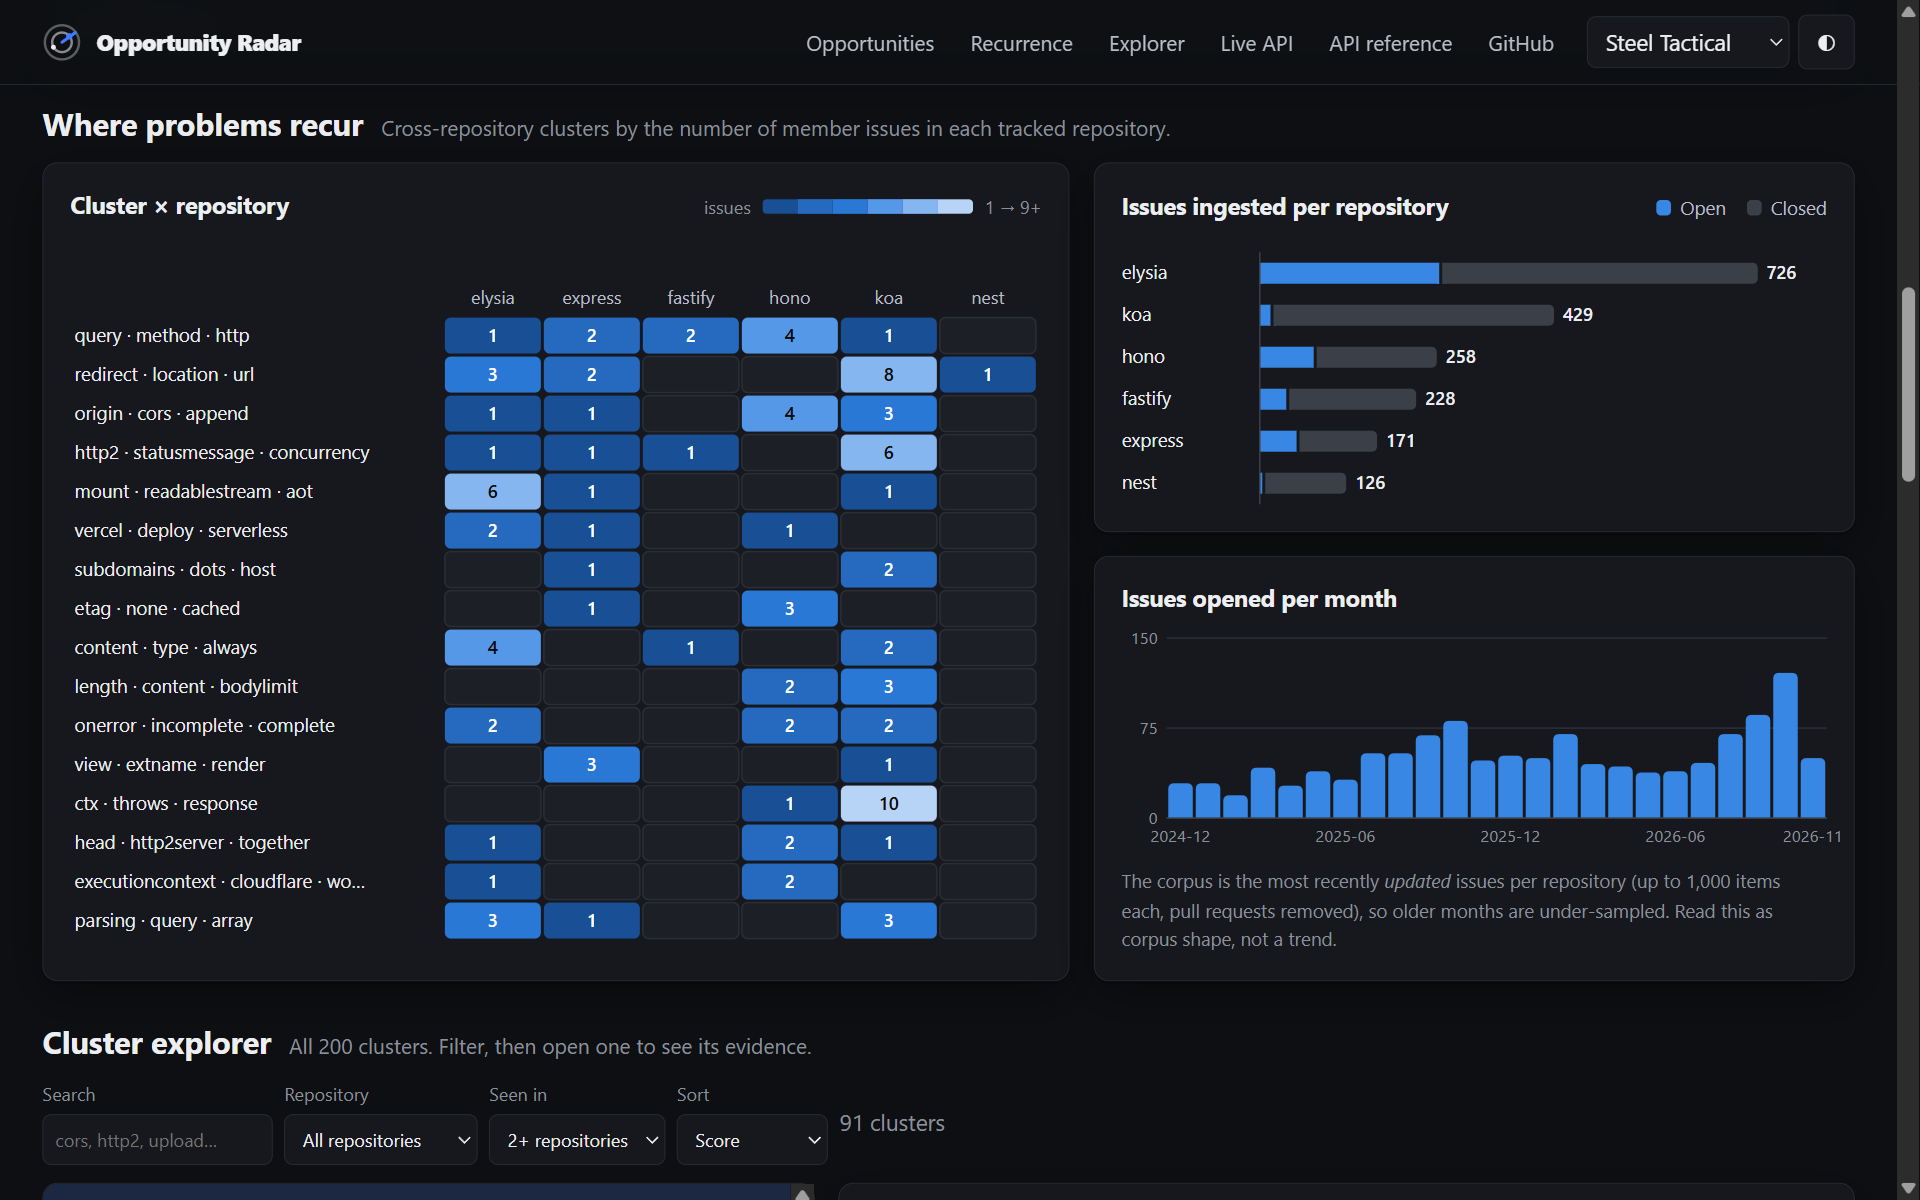 Opportunity Radar
Opportunities
Recurrence
Explorer
Live API
API reference
GitHub
Steel Tactical
Where problems recur
Cross-repository clusters by the number of member issues in each tracked repository.
Cluster × repository
issues 1 → 9+
elysia express fastify hono koa nest
query · method · http 1 2 2 4 1
redirect · location · url 3 2 8 1
origin · cors · append 1 1 4 3
http2 · statusmessage · concurrency 1 1 1 6
mount · readablestream · aot 6 1 1
vercel · deploy · serverless 2 1 1
subdomains · dots · host 1 2
etag · none · cached 1 3
content · type · always 4 1 2
length · content · bodylimit 2 3
onerror · incomplete · complete 2 2 2
view · extname · render 3 1
ctx · throws · response 1 10
head · http2server · together 1 2 1
executioncontext · cloudflare · wo... 1 2
parsing · query · array 3 1 3
Issues ingested per repository
Open Closed
elysia 726
koa 429
hono 258
fastify 228
express 171
nest 126
Issues opened per month
150
75
0
2024-12 2025-06 2025-12 2026-06 2026-11
The corpus is the most recently updated issues per repository (up to 1,000 items
each, pull requests removed), so older months are under-sampled. Read this as
corpus shape, not a trend.
Cluster explorer
All 200 clusters. Filter, then open one to see its evidence.
Search Repository Seen in Sort
cors, http2, upload... All repositories 2+ repositories Score 91 clusters